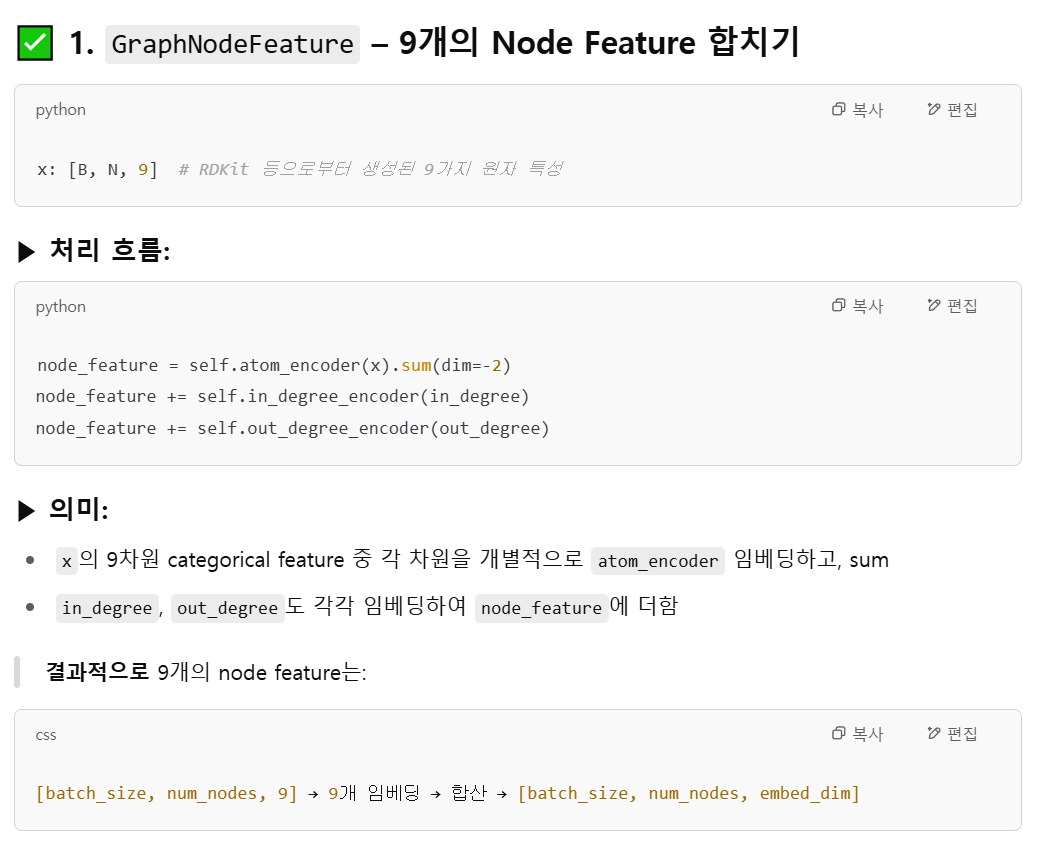 ✅ 1. GraphNodeFeature – 9개의 Node Feature 합치기
python 복사 편집
x: [B, N, 9]  # RDKit 등으로부터 생성된 9가지 원자 특성
▶ 처리 흐름:
python 복사 편집
node_feature = self.atom_encoder(x).sum(dim=-2)
node_feature += self.in_degree_encoder(in_degree)
node_feature += self.out_degree_encoder(out_degree)
▶ 의미:
• x의 9차원 categorical feature 중 각 차원을 개별적으로 atom_encoder 임베딩하고, sum
• in_degree, out_degree도 각각 임베딩하여 node_feature에 더함
결과적으로 9개의 node feature는:
css 복사 편집
[batch_size, num_nodes, 9] → 9개 임베딩 → 합산 → [batch_size, num_nodes, embed_dim]